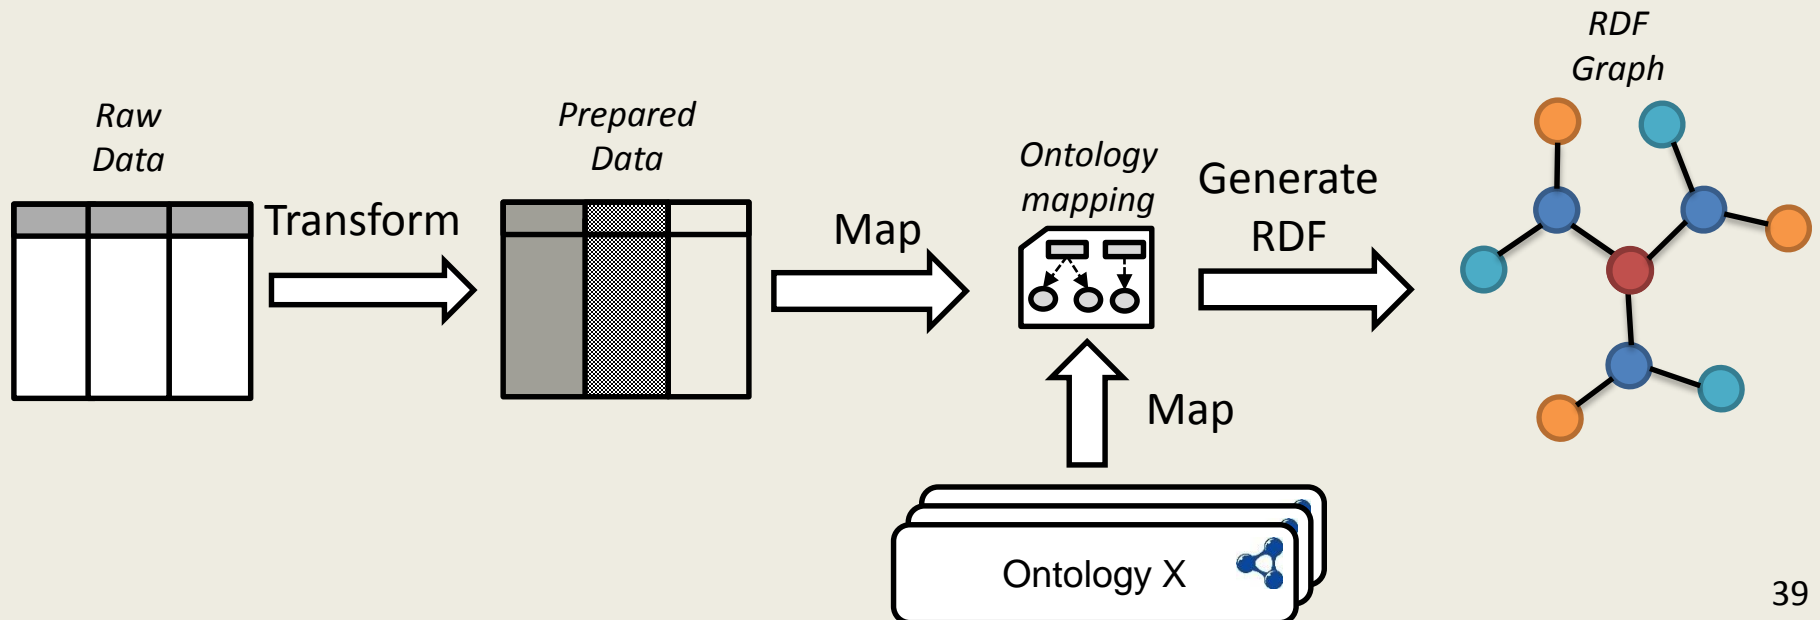 Raw
Data
Transform
Prepared
Data
Map
Ontology
mapping
Generate
RDF
RDF
Graph
Map
Ontology X
39